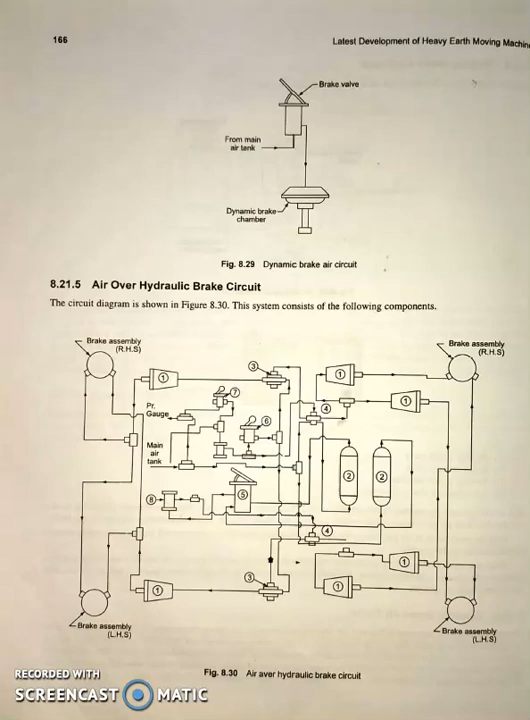 166
Latest Development of Heavy Earth Moving Machin
Brake valve
From main
air tank
Dynamic brake
chamber
Fig. 8.29 Dynamic brake air circuit
8.21.5 Air Over Hydraulic Brake Circuit
The circuit diagram is shown in Figure 8.30. This system consists of the following components.
Brake assembly
(R.H.S)
Brake assembly
(R.H.S)
1
3
1
7
Pr.
Gauge
4
1
6
Main
air
tank
2
2
5
8
4
1
3
1
1
Brake assembly
(L.H.S)
Brake assembly
(L.H.S)
Fig. 8.30 Air aver hydraulic brake circuit
RECORDED WITH
SCREENCAST MATIC